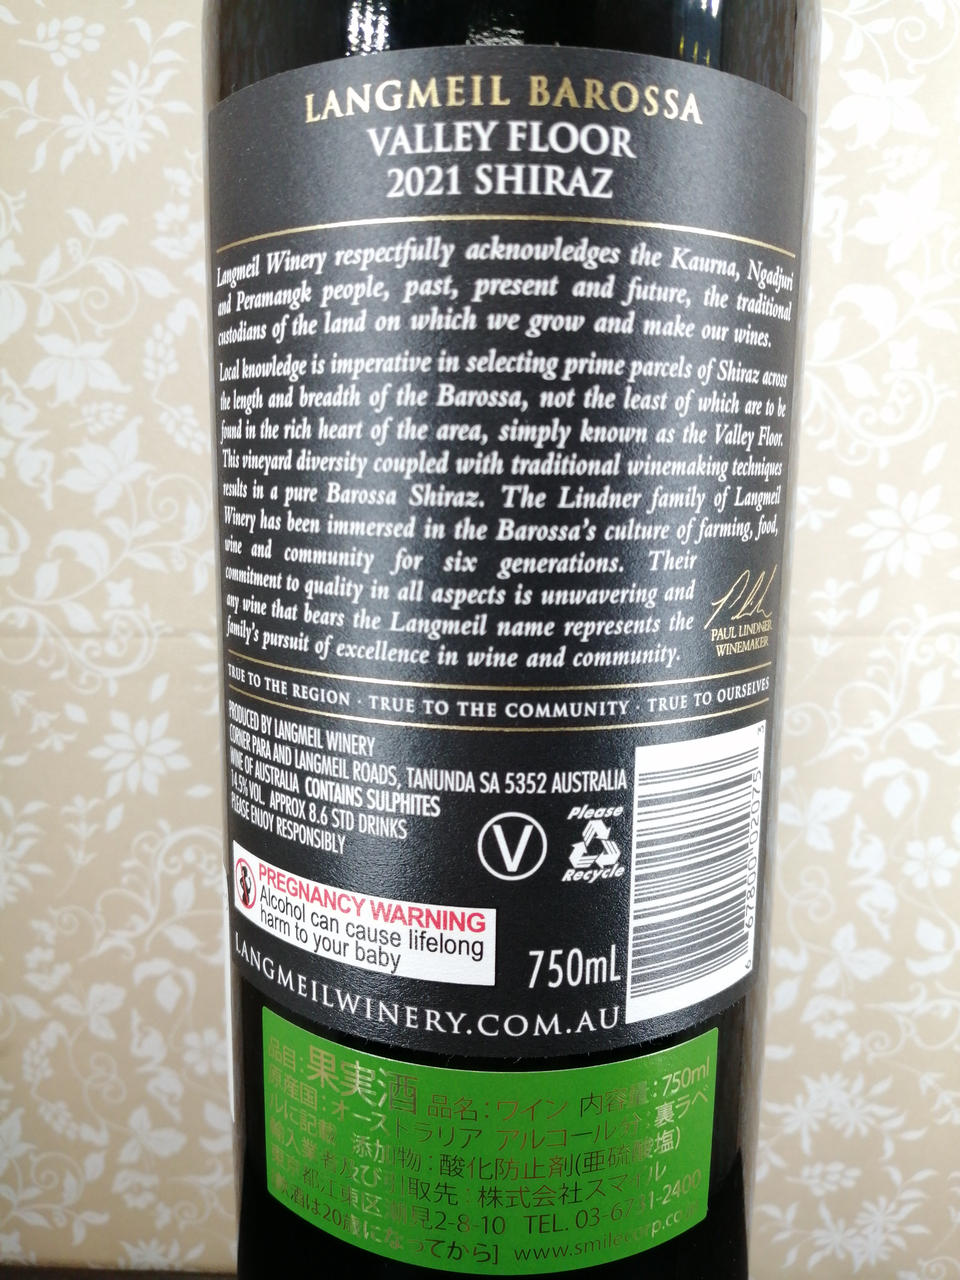 LANGMEIL BAROSSA
VALLEY FLOOR
2021 SHIRAZ
Langmeil Winery respectfully acknowledges the Kaurna, Ngadjuri
and Peramangk people, past, present and future, the traditional
custodians of the land on which we grow and make our wines.
Local knowledge is imperative in selecting prime parcels of Shiraz across
the length and breadth of the Barossa, not the least of which are to be
found in the rich heart of the area, simply known as the Valley Floor.
This vineyard diversity coupled with traditional winemaking techniques
results in a pure Barossa Shiraz. The Lindner family of Langmeil
Winery has been immersed in the Barossa's culture of farming, food,
wine and community for six generations. Their
commitment to quality in all aspects is unwavering and
any wine that bears the Langmeil name represents the
family's pursuit of excellence in wine and community.
PAUL LINDNER
WINEMAKER
TRUE TO THE REGION · TRUE TO THE COMMUNITY · TRUE TO OURSELVES
PRODUCED BY LANGMEIL WINERY
CORNER PARA AND LANGMEIL ROADS, TANUNDA SA 5352 AUSTRALIA
WINE OF AUSTRALIA CONTAINS SULPHITES
14.5% VOL. APPROX 8.6 STD DRINKS
PLEASE ENJOY RESPONSIBLY
V
Please
Recycle
PREGNANCY WARNING
Alcohol can cause lifelong
harm to your baby
750mL
6 67800 02075 3
LANGMEILWINERY.COM.AU
品目:果実酒 品名:ワイン 内容量:750ml
原産国:オーストラリア アルコール分:裏ラベ
ルに記載 添加物:酸化防止剤(亜硫酸塩)
輸入業者及び引取先:株式会社スマイル
東京都江東区潮見2-8-10 TEL. 03-6731-2400
[飲酒は20歳になってから] www.smilecorp.co.jp